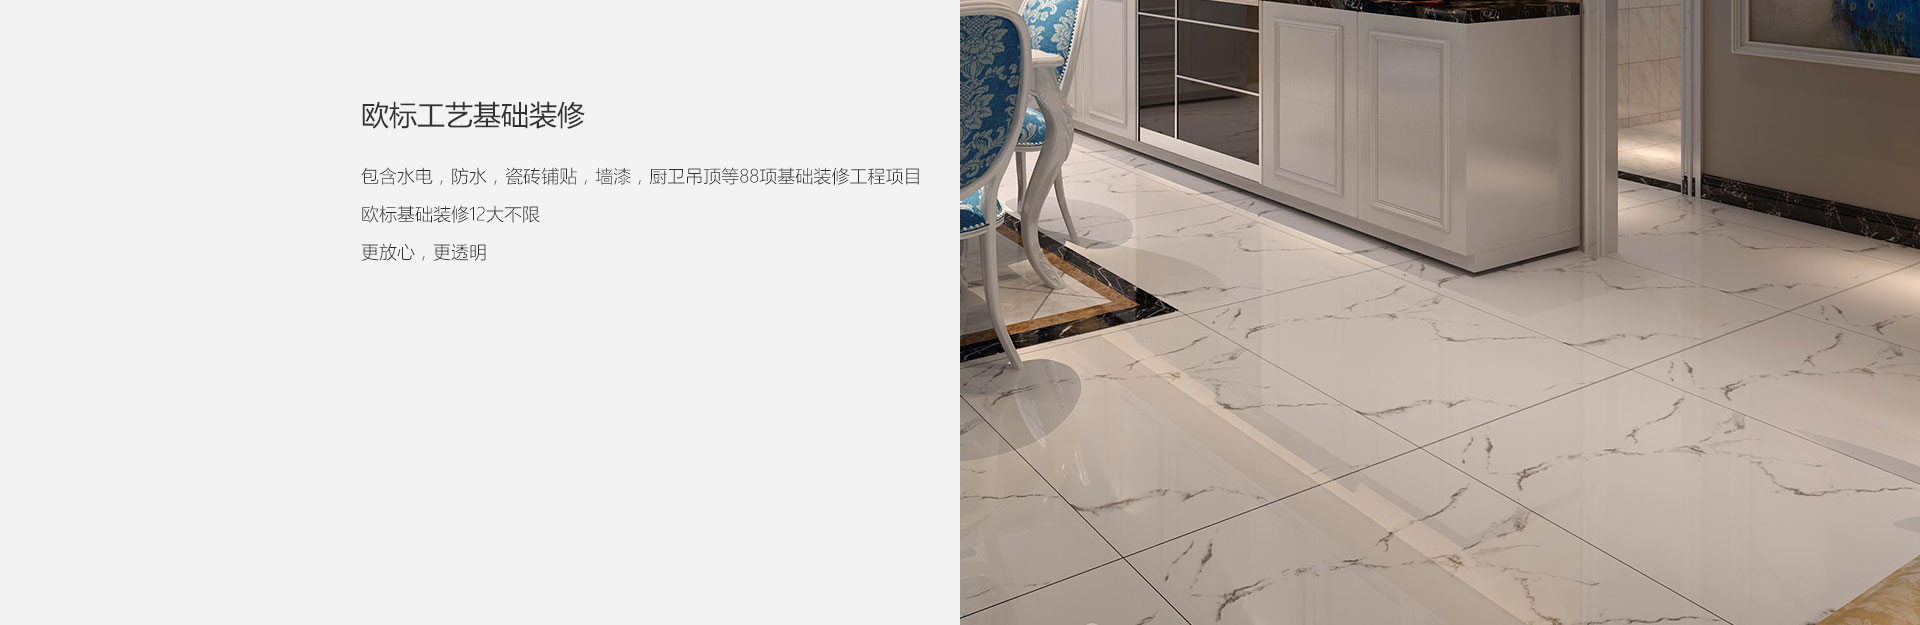 欧标工艺基础装修
包含水电，防水，瓷砖铺贴，墙漆，厨卫吊顶等88项基础装修工程项目
欧标基础装修12大不限
更放心，更透明